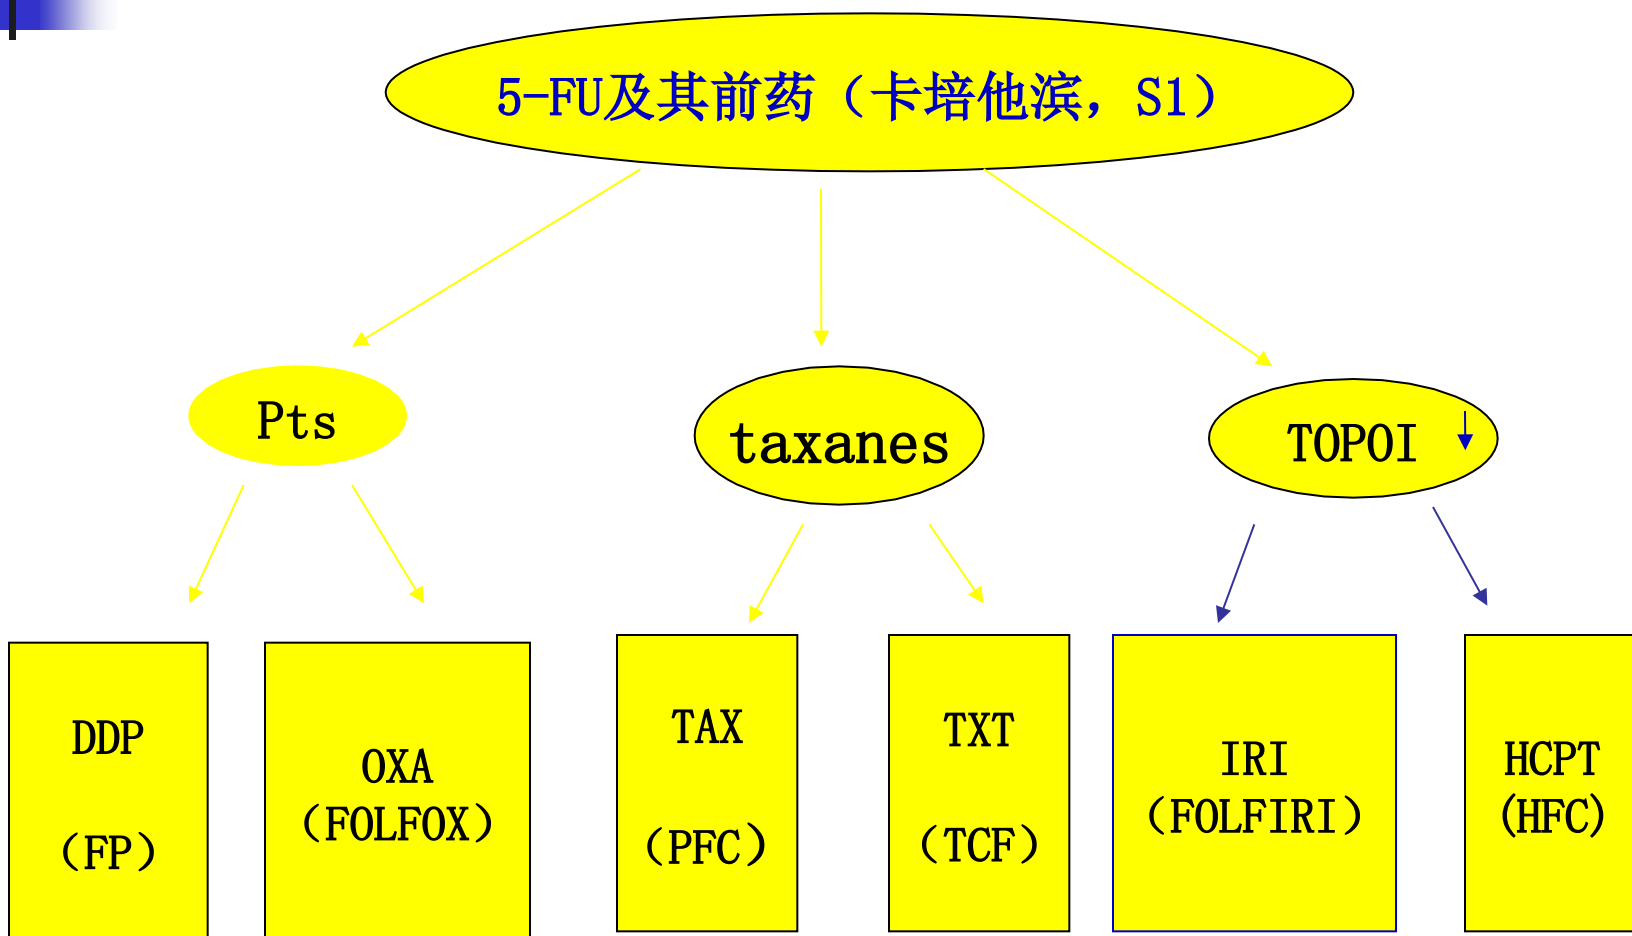 5-FU及其前药（卡培他滨，S1）
Pts
taxanes
TOPOI
DDP
（FP）
OXA
（FOLFOX）
TAX
（PFC）
TXT
（TCF）
IRI
（FOLFIRI）
HCPT
(HFC)